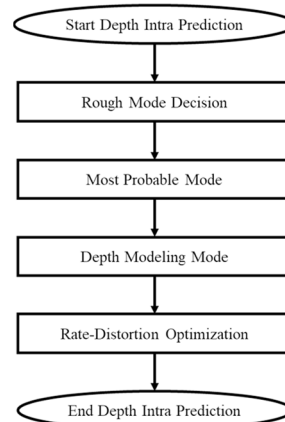 Start Depth Intra Prediction
Rough Mode Decision
Most Probable Mode
Depth Modeling Mode
Rate-Distortion Optimization
End Depth Intra Prediction